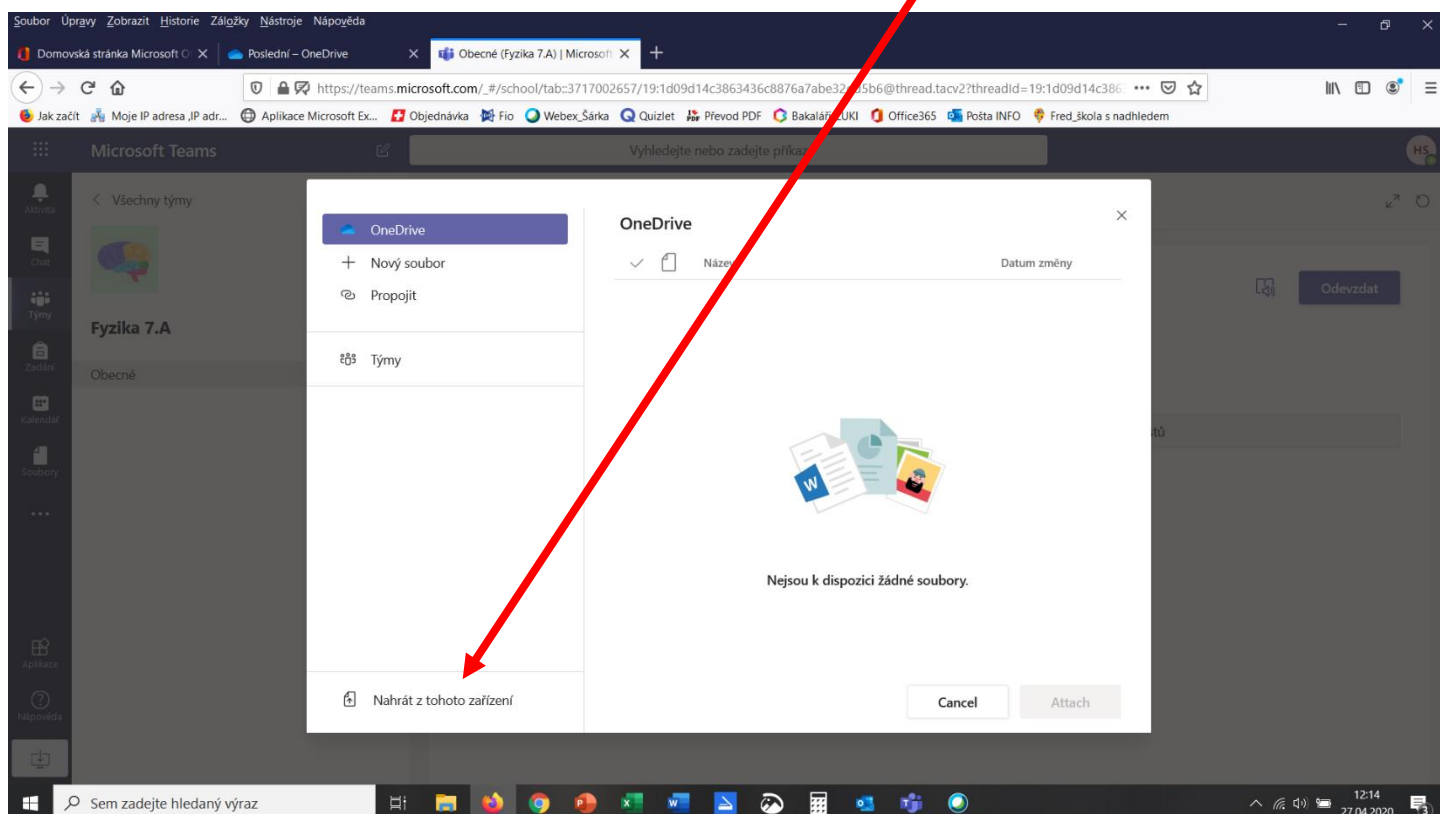 Soubor Úpravy Zobrazit Historie Záložky Nástroje Nápověda
Domovská stránka Microsoft O Poslední – OneDrive Obecné (Fyzika 7.A) | Microsoft
https://teams.microsoft.com/_#/school/tab::3717002657/19:1d09d14c3863436c8876a7abe32 5b6@thread.tacv2?threadId=19:1d09d14c386
Jak začít Moje IP adresa ,IP adr... Aplikace Microsoft Ex... Objednávka Fio Webex_Šárka Quizlet Převod PDF Bakaláři UKI Office365 Pošta INFO Fred_škola s nadhledem
Microsoft Teams Vyhledejte nebo zadejte příkaz HS
Aktivita
Chat
Týmy
Zadání
Kalendář
Soubory
Aplikace
Nápověda
Všechny týmy
Fyzika 7.A
Obecné
OneDrive
Nový soubor
Propojit
Týmy
Nahrát z tohoto zařízení
OneDrive
Název Datum změny
W
Nejsou k dispozici žádné soubory.
Cancel Attach
Odevzdat
tů
Sem zadejte hledaný výraz
12:14
27.04.2020
3